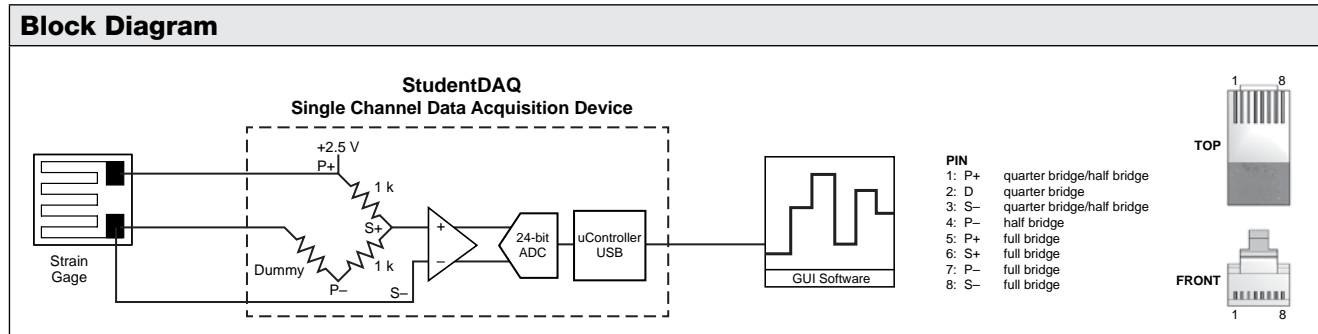 Block Diagram
StudentDAQ
Single Channel Data Acquisition Device
+2.5 V
P+
1 k
S+
1 k
Dummy
P–
S–
+
–
24-bit
ADC
uController
USB
Strain
Gage
GUI Software
PIN
1: P+ quarter bridge/half bridge
2: D quarter bridge
3: S– quarter bridge/half bridge
4: P– half bridge
5: P+ full bridge
6: S+ full bridge
7: P– full bridge
8: S– full bridge
1 8
TOP
FRONT
1 8